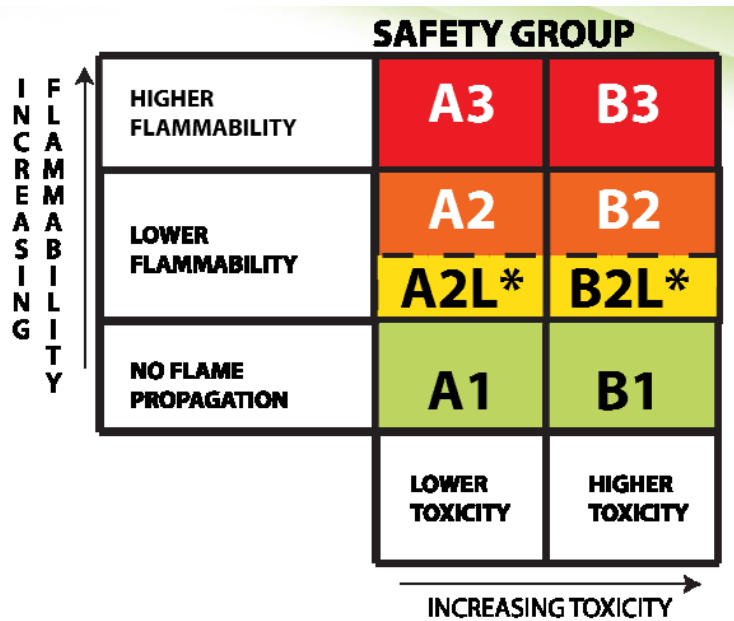 SAFETY GROUP
INCREASING
FLAMMABILITY
HIGHER
FLAMMABILITY
A3
B3
LOWER
FLAMMABILITY
A2
B2
A2L*
B2L*
NO FLAME
PROPAGATION
A1
B1
LOWER
TOXICITY
HIGHER
TOXICITY
INCREASING TOXICITY